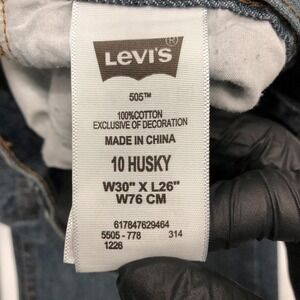 LEVI'S®
505™
100%COTTON
EXCLUSIVE OF DECORATION
MADE IN CHINA
10 HUSKY
W30" X L26"
W76 CM
617847629464
5505-778 314
1226